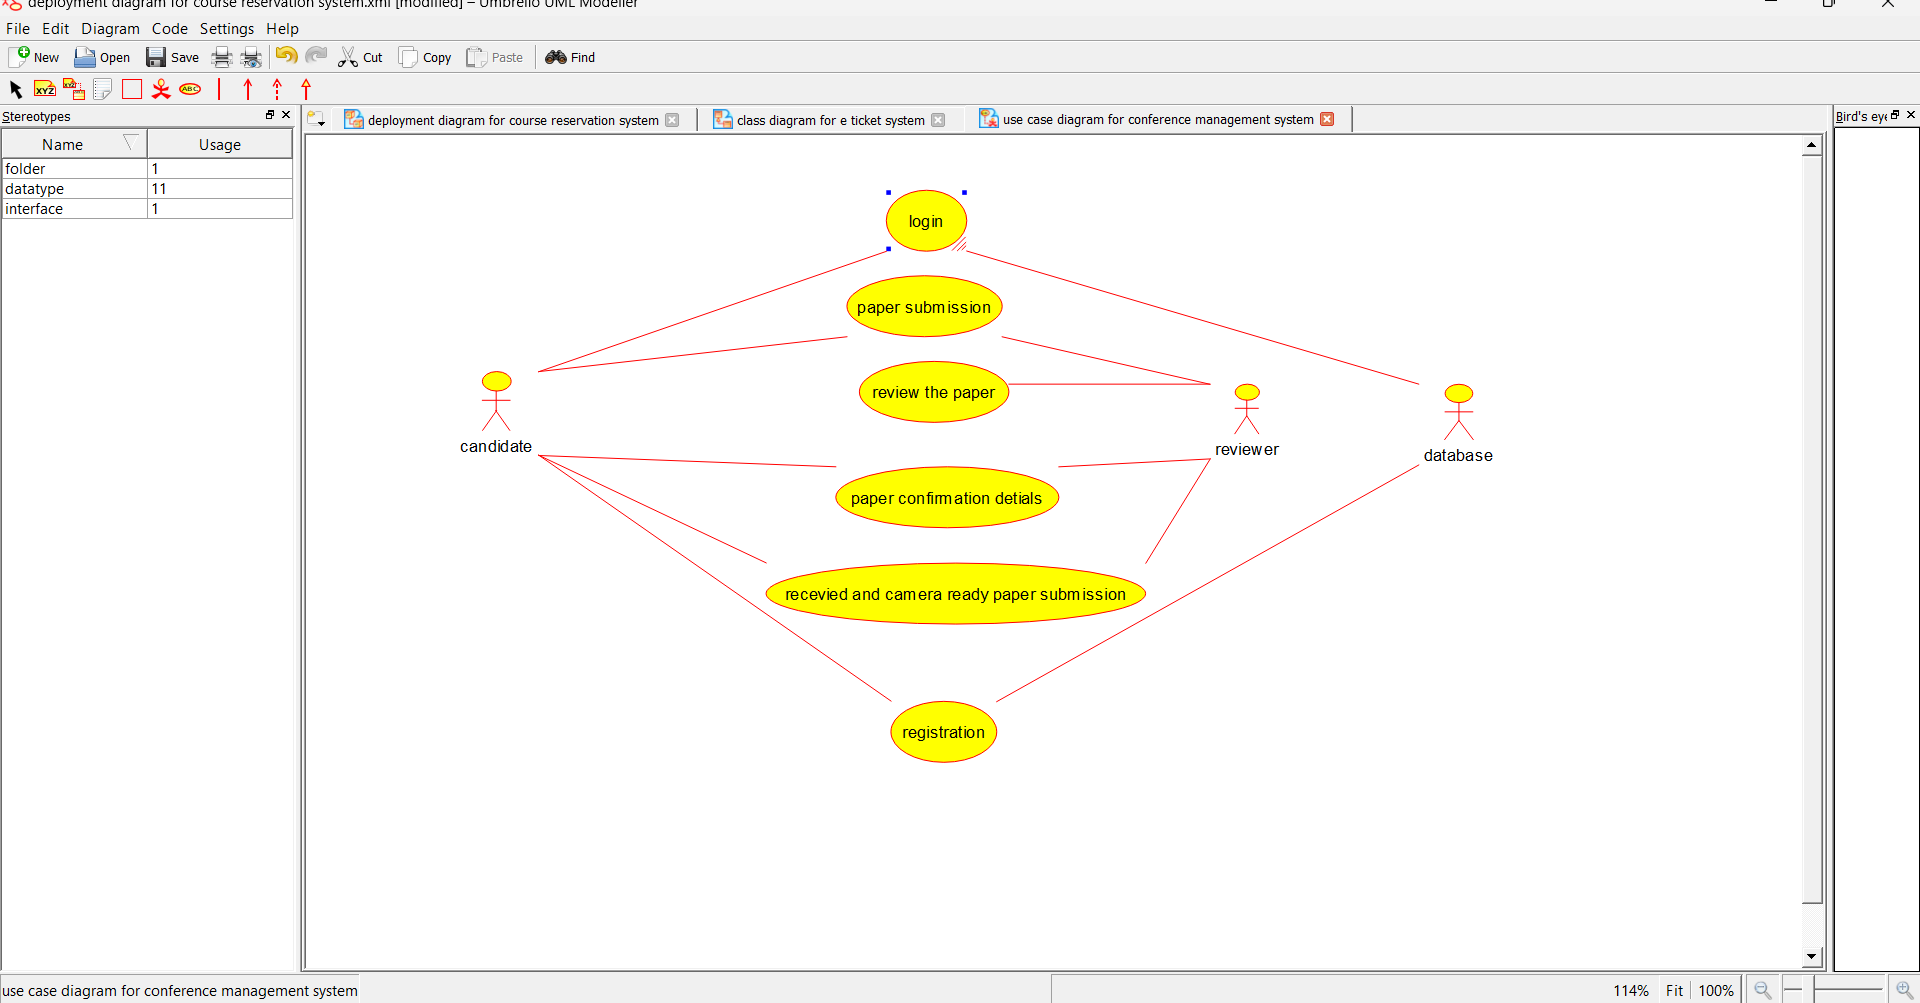 deployment diagram for course reservation system.xmi [modified] – Umbrello UML Modeller
File Edit Diagram Code Settings Help
New Open Save Cut Copy Paste Find
XYZ XYZ ABC
Stereotypes
deployment diagram for course reservation system class diagram for e ticket system use case diagram for conference management system
Bird's eye
Name Usage
folder 1
datatype 11
interface 1
login
paper submission
review the paper
candidate
reviewer
database
paper confirmation detials
recevied and camera ready paper submission
registration
use case diagram for conference management system
114% Fit 100%